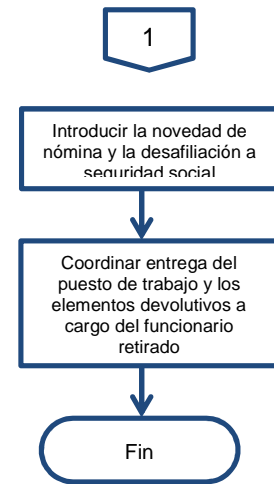 1
Introducir la novedad de
nómina y la desafiliación a
seguridad social
Coordinar entrega del
puesto de trabajo y los
elementos devolutivos a
cargo del funcionario
retirado
Fin